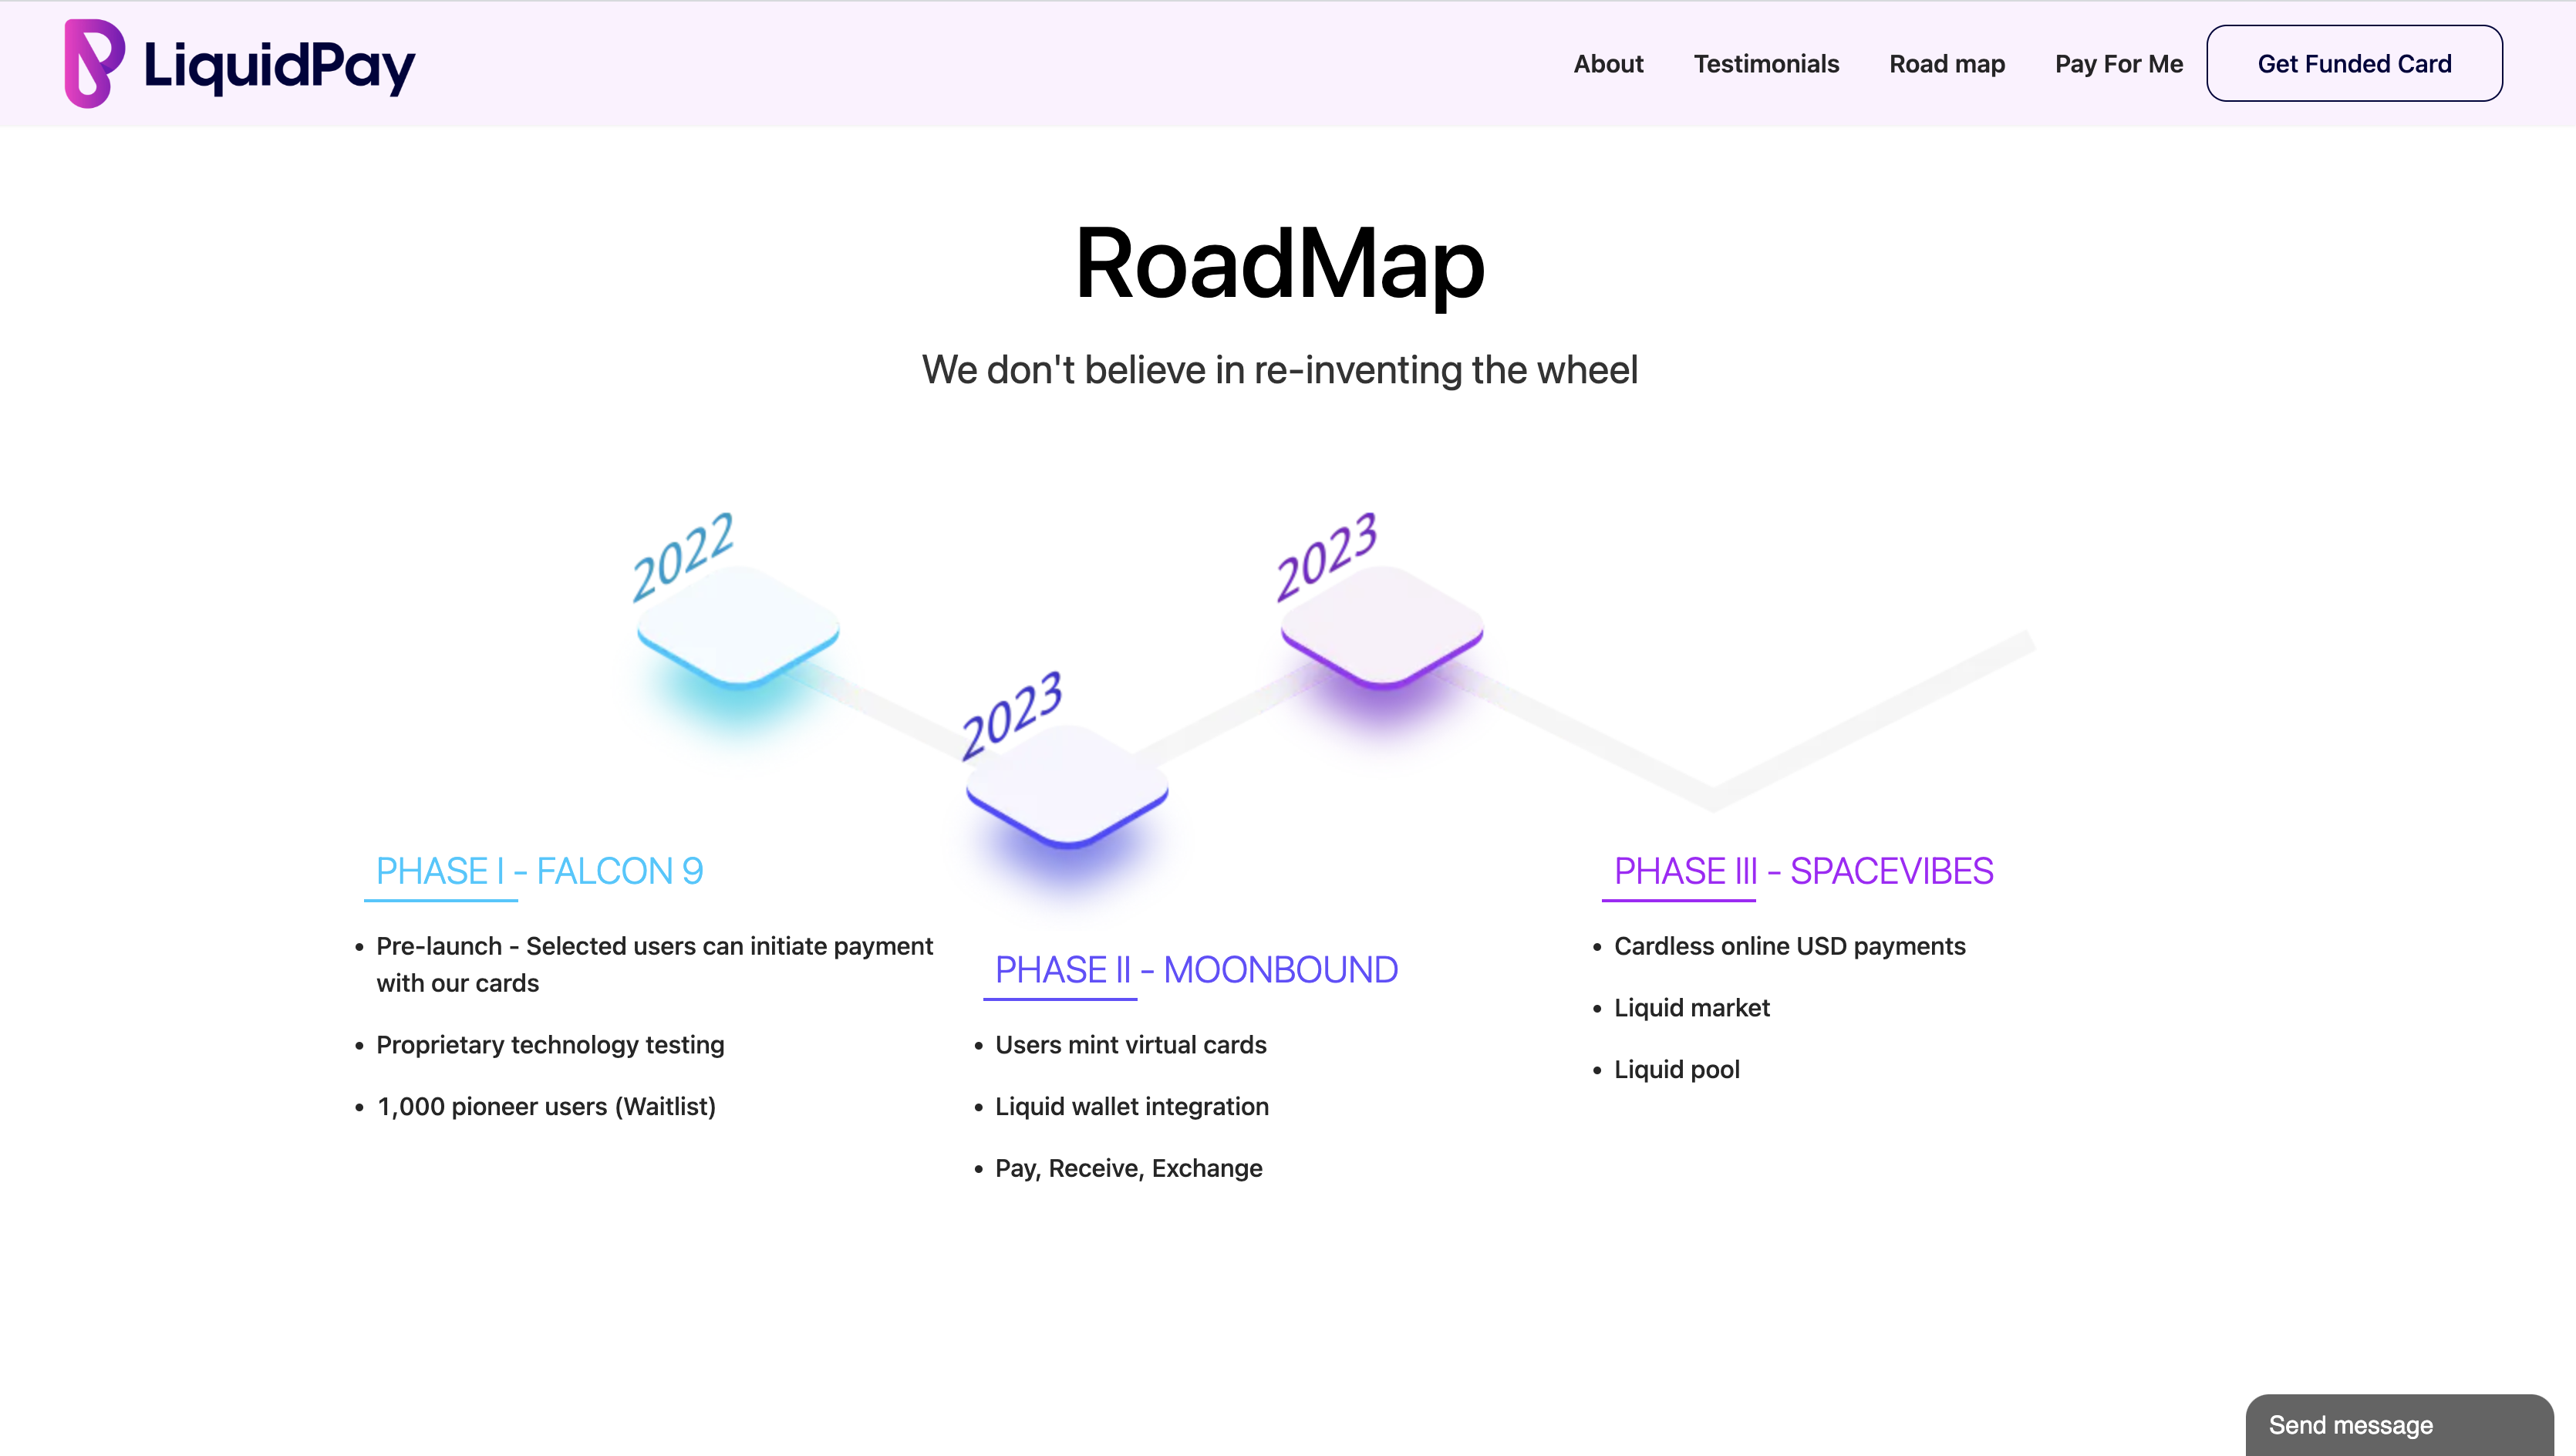 LiquidPay
About
Testimonials
Road map
Pay For Me
Get Funded Card
RoadMap
We don't believe in re-inventing the wheel
2022
2023
2023
PHASE I - FALCON 9
Pre-launch - Selected users can initiate payment
with our cards
Proprietary technology testing
1,000 pioneer users (Waitlist)
PHASE II - MOONBOUND
Users mint virtual cards
Liquid wallet integration
Pay, Receive, Exchange
PHASE III - SPACEVIBES
Cardless online USD payments
Liquid market
Liquid pool
Send message